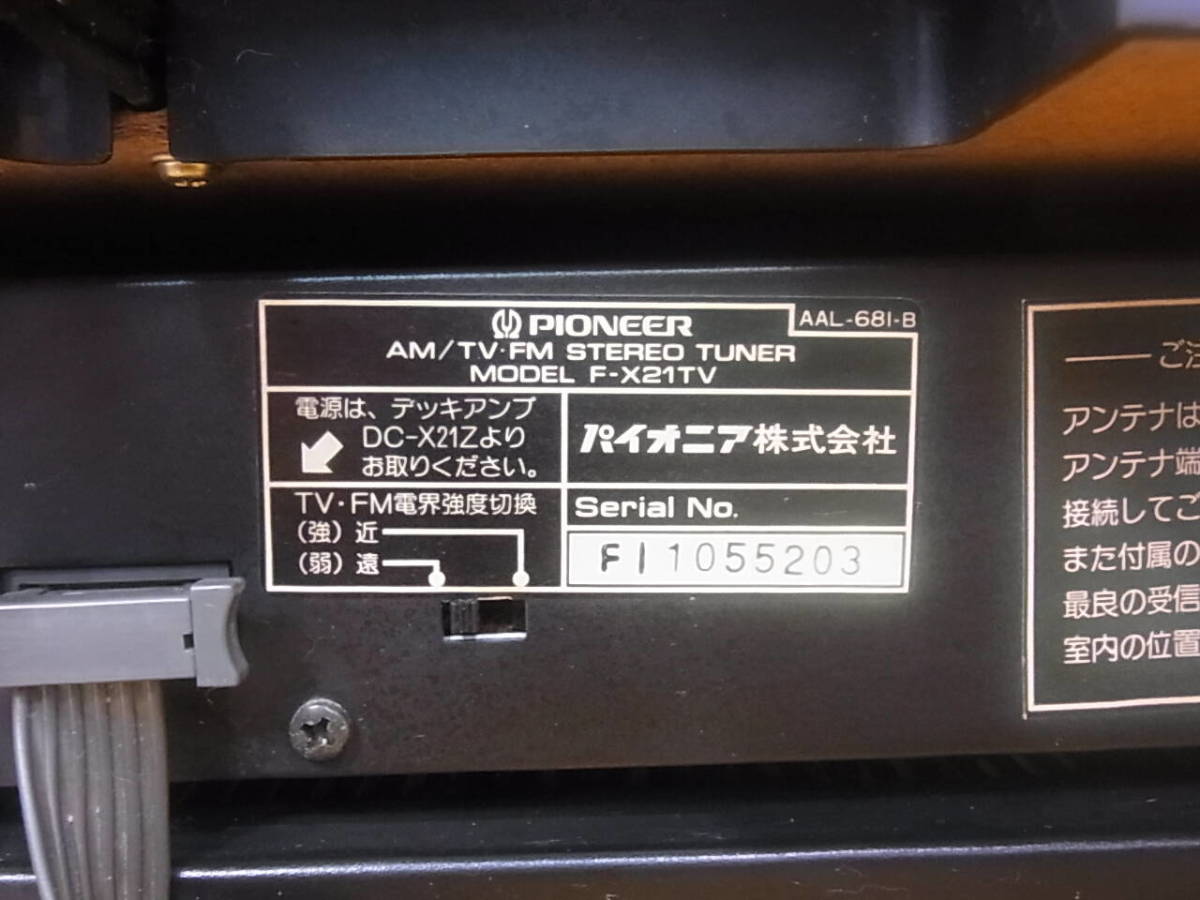 PIONEER
AAL-681-B
AM/TV·FM STEREO TUNER
MODEL F-X21TV
電源は、デッキアンプ
DC-X21Zより
お取りください。
パイオニア株式会社
TV·FM電界強度切換
(強) 近
(弱) 遠
Serial No.
FI1055203
ご注
アンテナは
アンテナ端
接続してご
また付属の
最良の受信
室内の位置